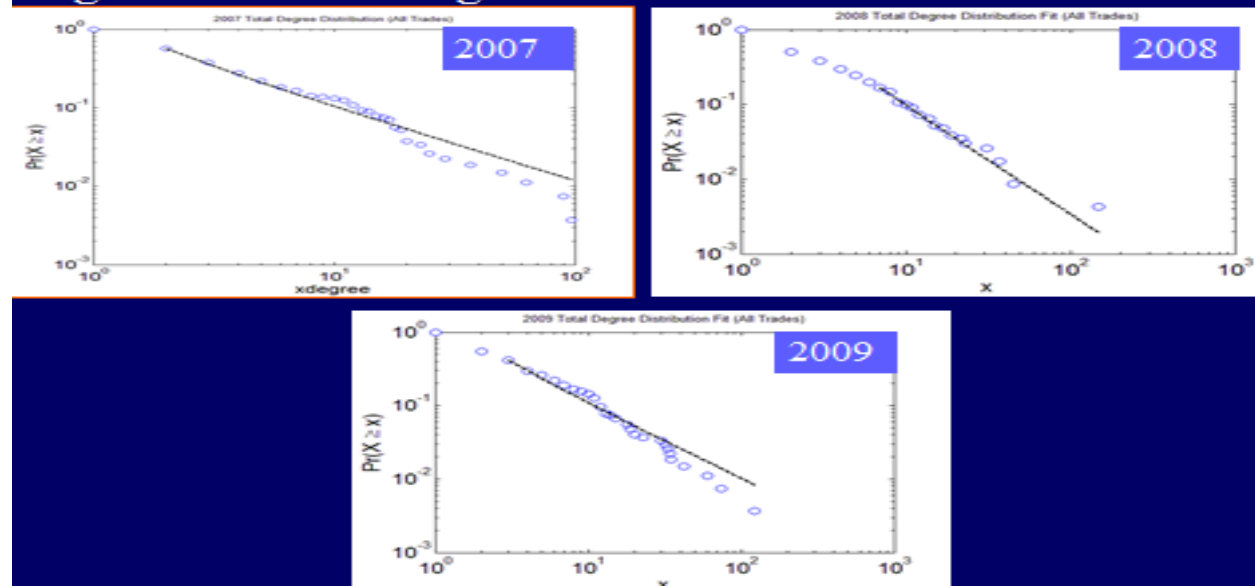 2007 Total Degree Distribution (All Trades)
2007
10^0
10^-1
10^-2
10^-3
Pr(X ≥ x)
10^0 10^1 10^2
xdegree
2008 Total Degree Distribution Fit (All Trades)
2008
10^0
10^-1
10^-2
10^-3
Pr(X ≥ x)
10^0 10^1 10^2 10^3
x
2009 Total Degree Distribution Fit (All Trades)
2009
10^0
10^-1
10^-2
10^-3
Pr(X ≥ x)
10^0 10^1 10^2 10^3
x